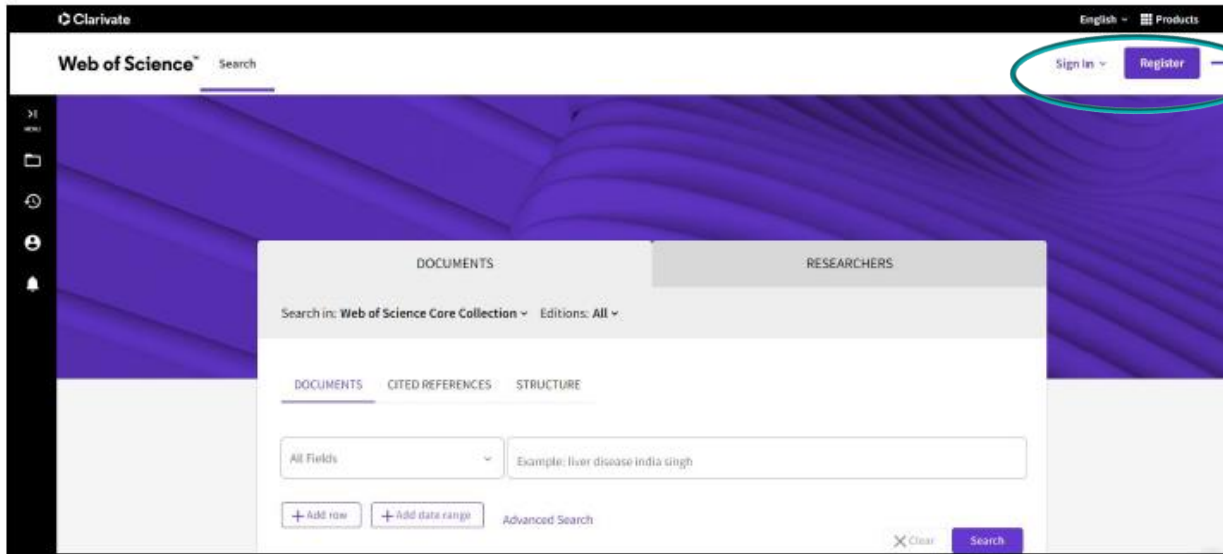 Clarivate
English
Products
Web of Science™
Search
Sign In
Register
MENU
DOCUMENTS
RESEARCHERS
Search in: Web of Science Core Collection Editions: All
DOCUMENTS CITED REFERENCES STRUCTURE
All Fields
Example: liver disease india singh
+ Add row
+ Add date range
Advanced Search
Clear
Search